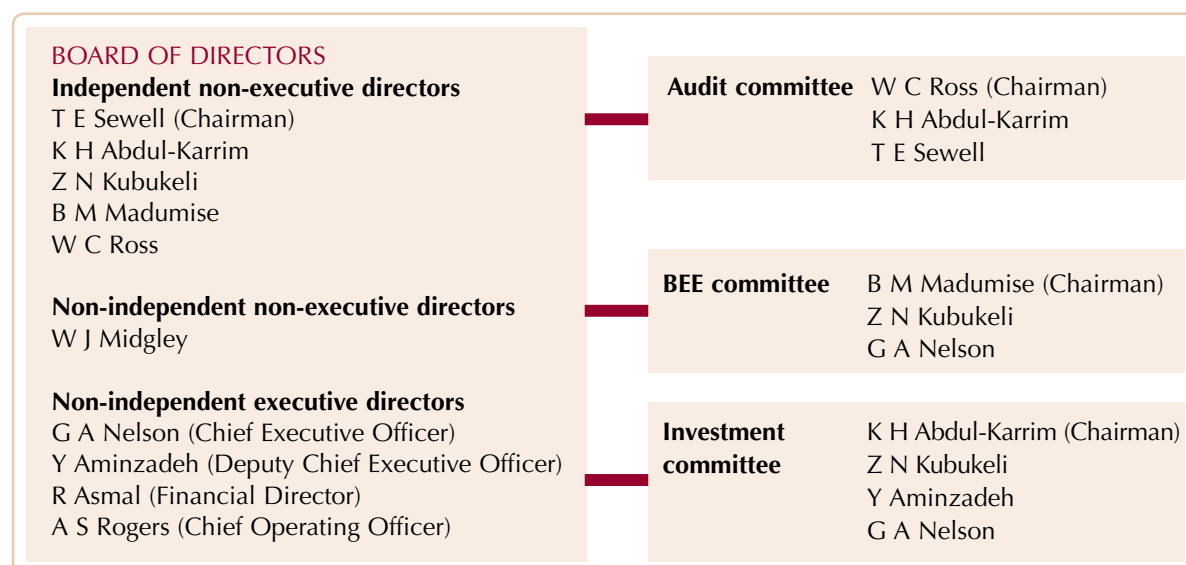 BOARD OF DIRECTORS
Independent non-executive directors
T E Sewell (Chairman)
K H Abdul-Karrim
Z N Kubukeli
B M Madumise
W C Ross
Non-independent non-executive directors
W J Midgley
Non-independent executive directors
G A Nelson (Chief Executive Officer)
Y Aminzadeh (Deputy Chief Executive Officer)
R Asmal (Financial Director)
A S Rogers (Chief Operating Officer)
Audit committee W C Ross (Chairman)
K H Abdul-Karrim
T E Sewell
BEE committee B M Madumise (Chairman)
Z N Kubukeli
G A Nelson
Investment K H Abdul-Karrim (Chairman)
committee Z N Kubukeli
Y Aminzadeh
G A Nelson